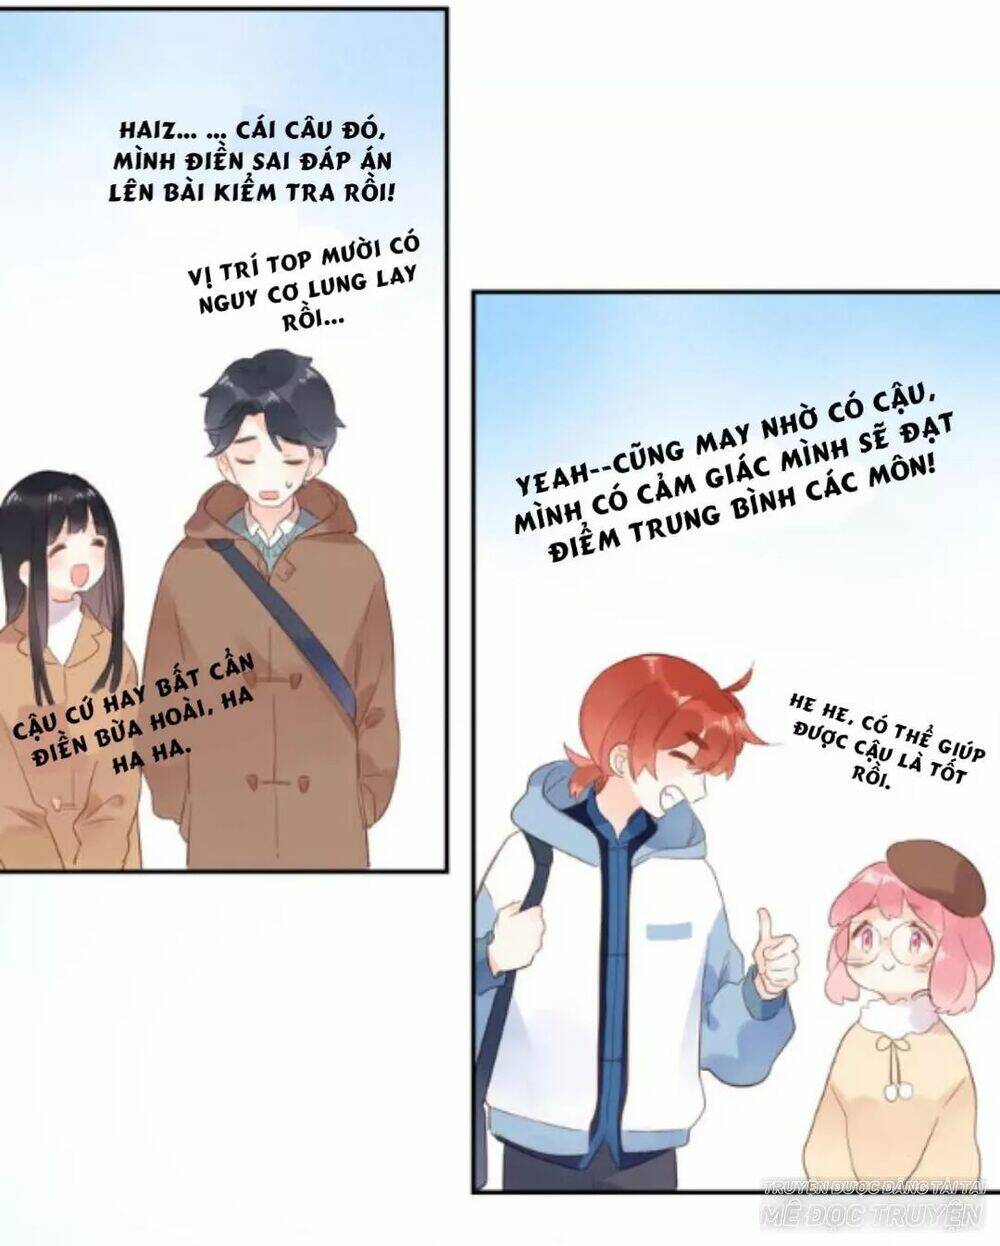 HAIZ... ... CÁI CÂU ĐÓ,
MÌNH ĐIỀN SAI ĐÁP ÁN
LÊN BÀI KIỂM TRA RỒI!
VỊ TRÍ TOP MƯỜI CÓ
NGUY CƠ LUNG LAY
RỒI...
CẬU CỨ HAY BẤT CẨN
ĐIỀN BỪA HOÀI, HA
HA HA.
YEAH--CŨNG MAY NHỜ CÓ CẬU,
MÌNH CÓ CẢM GIÁC MÌNH SẼ ĐẠT
ĐIỂM TRUNG BÌNH CÁC MÔN!
HE HE, CÓ THỂ GIÚP
ĐƯỢC CẬU LÀ TỐT
RỒI.
TRUYỆN ĐƯỢC ĐĂNG TẢI TẠI
MÊ ĐỌC TRUYỆN